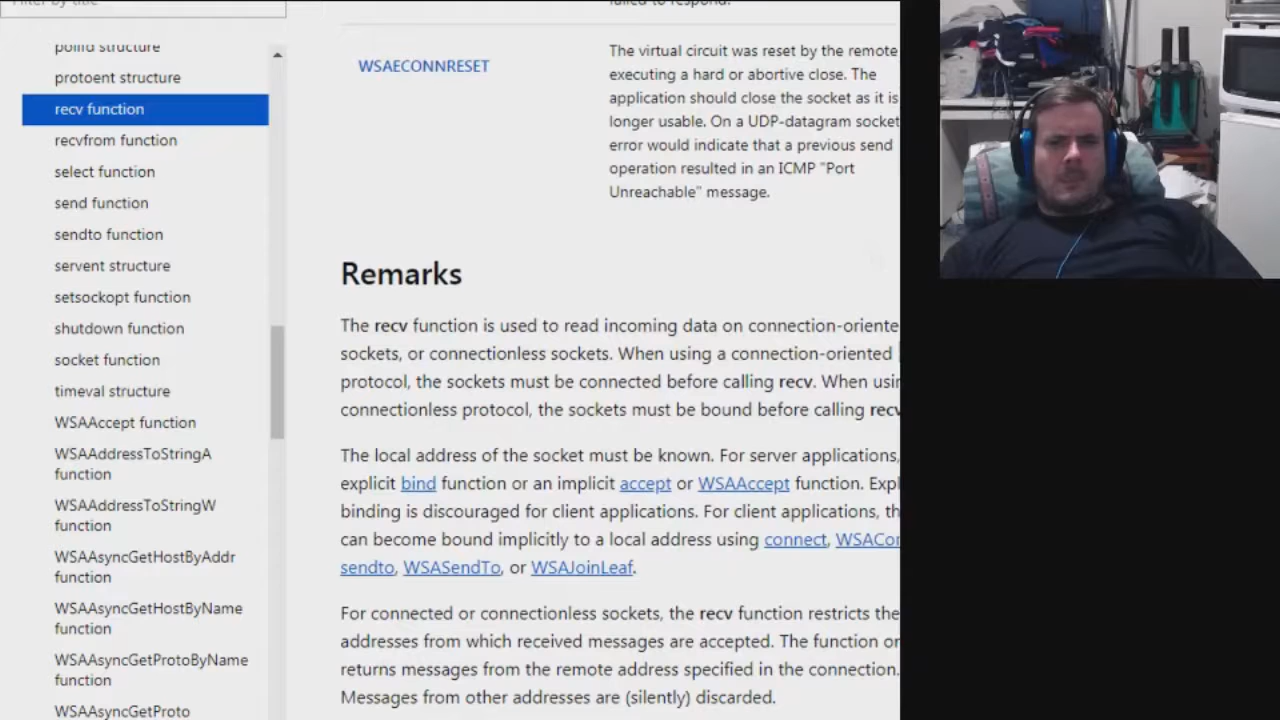 Filter by title
pollfd structure
protoent structure
recv function
recvfrom function
select function
send function
sendto function
servent structure
setsockopt function
shutdown function
socket function
timeval structure
WSAAccept function
WSAAddressToStringA
function
WSAAddressToStringW
function
WSAAsyncGetHostByAddr
function
WSAAsyncGetHostByName
function
WSAAsyncGetProtoByName
function
WSAAsyncGetProto
failed to respond.
WSAECONNRESET
The virtual circuit was reset by the remote
executing a hard or abortive close. The
application should close the socket as it is
longer usable. On a UDP-datagram socket
error would indicate that a previous send
operation resulted in an ICMP "Port
Unreachable" message.
Remarks
The recv function is used to read incoming data on connection-oriente
sockets, or connectionless sockets. When using a connection-oriented
protocol, the sockets must be connected before calling recv. When usin
connectionless protocol, the sockets must be bound before calling recv
The local address of the socket must be known. For server applications,
explicit bind function or an implicit accept or WSAAccept function. Expl
binding is discouraged for client applications. For client applications, th
can become bound implicitly to a local address using connect, WSACon
sendto, WSASendTo, or WSAJoinLeaf.
For connected or connectionless sockets, the recv function restricts the
addresses from which received messages are accepted. The function on
returns messages from the remote address specified in the connection.
Messages from other addresses are (silently) discarded.